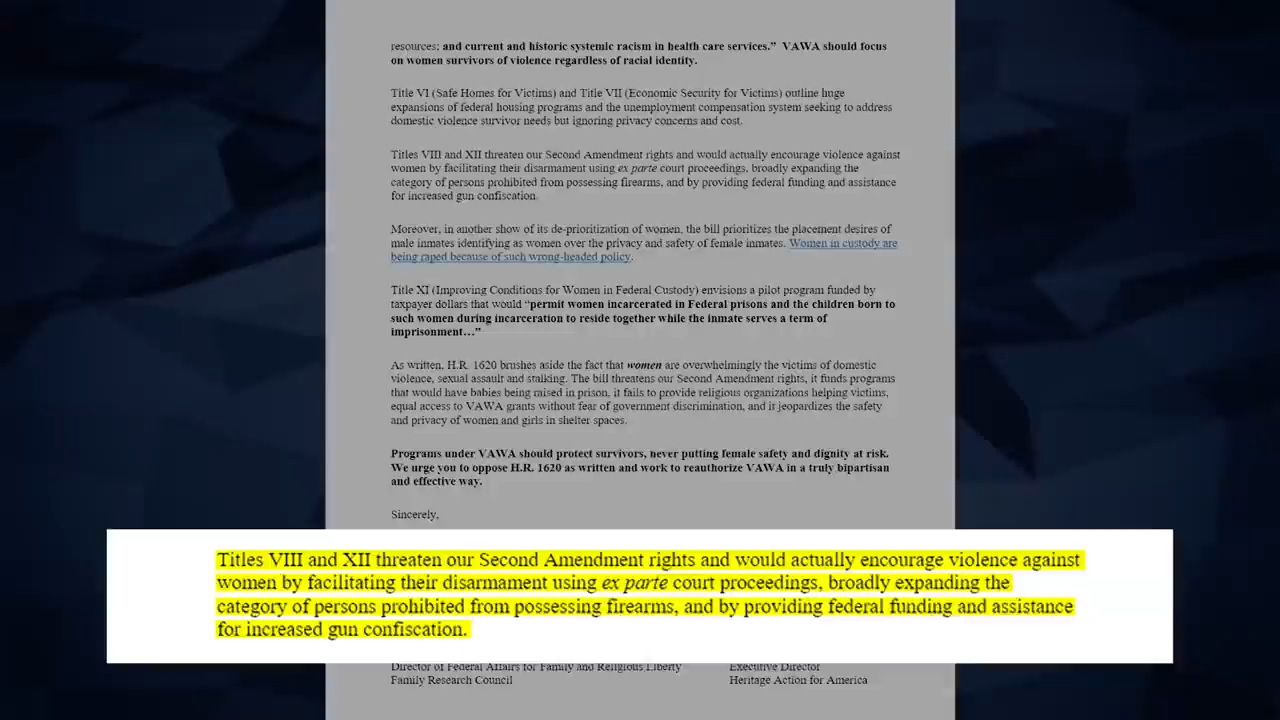 resources; and current and historic systemic racism in health care services.” VAWA should focus
on women survivors of violence regardless of racial identity.
Title VI (Safe Homes for Victims) and Title VII (Economic Security for Victims) outline huge
expansions of federal housing programs and the unemployment compensation system seeking to address
domestic violence survivor needs but ignoring privacy concerns and cost.
Titles VIII and XII threaten our Second Amendment rights and would actually encourage violence against
women by facilitating their disarmament using ex parte court proceedings, broadly expanding the
category of persons prohibited from possessing firearms, and by providing federal funding and assistance
for increased gun confiscation.
Moreover, in another show of its de-prioritization of women, the bill prioritizes the placement desires of
male inmates identifying as women over the privacy and safety of female inmates. Women in custody are
being raped because of such wrong-headed policy.
Title XI (Improving Conditions for Women in Federal Custody) envisions a pilot program funded by
taxpayer dollars that would “permit women incarcerated in Federal prisons and the children born to
such women during incarceration to reside together while the inmate serves a term of
imprisonment…”
As written, H.R. 1620 brushes aside the fact that women are overwhelmingly the victims of domestic
violence, sexual assault and stalking. The bill threatens our Second Amendment rights, it funds programs
that would have babies being raised in prison, it fails to provide religious organizations helping victims,
equal access to VAWA grants without fear of government discrimination, and it jeopardizes the safety
and privacy of women and girls in shelter spaces.
Programs under VAWA should protect survivors, never putting female safety and dignity at risk.
We urge you to oppose H.R. 1620 as written and work to reauthorize VAWA in a truly bipartisan
and effective way.
Sincerely,
Titles VIII and XII threaten our Second Amendment rights and would actually encourage violence against
women by facilitating their disarmament using ex parte court proceedings, broadly expanding the
category of persons prohibited from possessing firearms, and by providing federal funding and assistance
for increased gun confiscation.
Director of Federal Affairs for Family and Religious Liberty
Executive Director
Family Research Council
Heritage Action for America